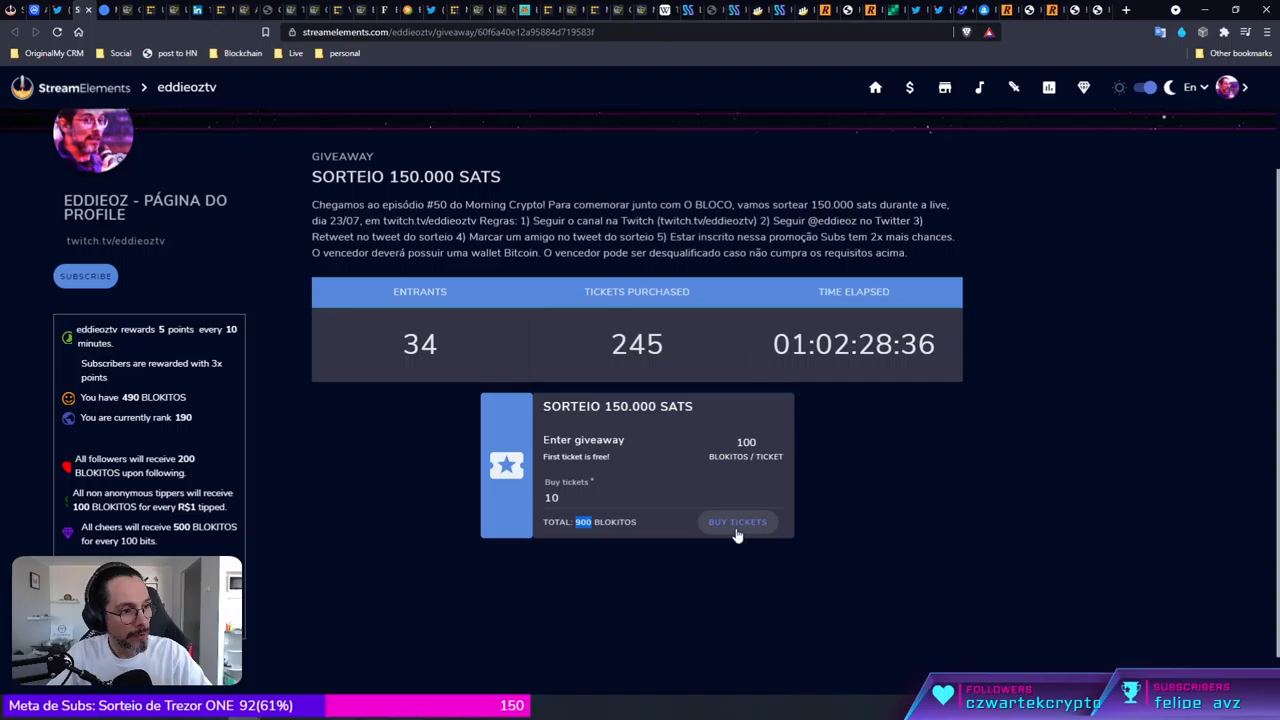 streamelements.com/eddieoztv/giveaway/60f6a40e12a95884d719583f
OriginalMy CRM
Social
post to HN
Blockchain
Live
personal
Other bookmarks
StreamElements
eddieoztv
En
EDDIEOZ - PÁGINA DO
PROFILE
twitch.tv/eddieoztv
SUBSCRIBE
eddieoztv rewards 5 points every 10
minutes.
Subscribers are rewarded with 3x
points
You have 490 BLOKITOS
You are currently rank 190
All followers will receive 200
BLOKITOS upon following.
All non anonymous tippers will receive
100 BLOKITOS for every R$1 tipped.
All cheers will receive 500 BLOKITOS
for every 100 bits.
GIVEAWAY
SORTEIO 150.000 SATS
Chegamos ao episódio #50 do Morning Crypto! Para comemorar junto com O BLOCO, vamos sortear 150.000 sats durante a live,
dia 23/07, em twitch.tv/eddieoztv Regras: 1) Seguir o canal na Twitch (twitch.tv/eddieoztv) 2) Seguir @eddieoz no Twitter 3)
Retweet no tweet do sorteio 4) Marcar um amigo no tweet do sorteio 5) Estar inscrito nessa promoção Subs tem 2x mais chances.
O vencedor deverá possuir uma wallet Bitcoin. O vencedor pode ser desqualificado caso não cumpra os requisitos acima.
ENTRANTS
TICKETS PURCHASED
TIME ELAPSED
34
245
01:02:28:36
SORTEIO 150.000 SATS
Enter giveaway
100
First ticket is free!
BLOKITOS / TICKET
Buy tickets *
10
TOTAL: 900 BLOKITOS
BUY TICKETS
Meta de Subs: Sorteio de Trezor ONE 92(61%)
150
FOLLOWERS
czwartekcrypto
SUBSCRIBERS
felipe_avz